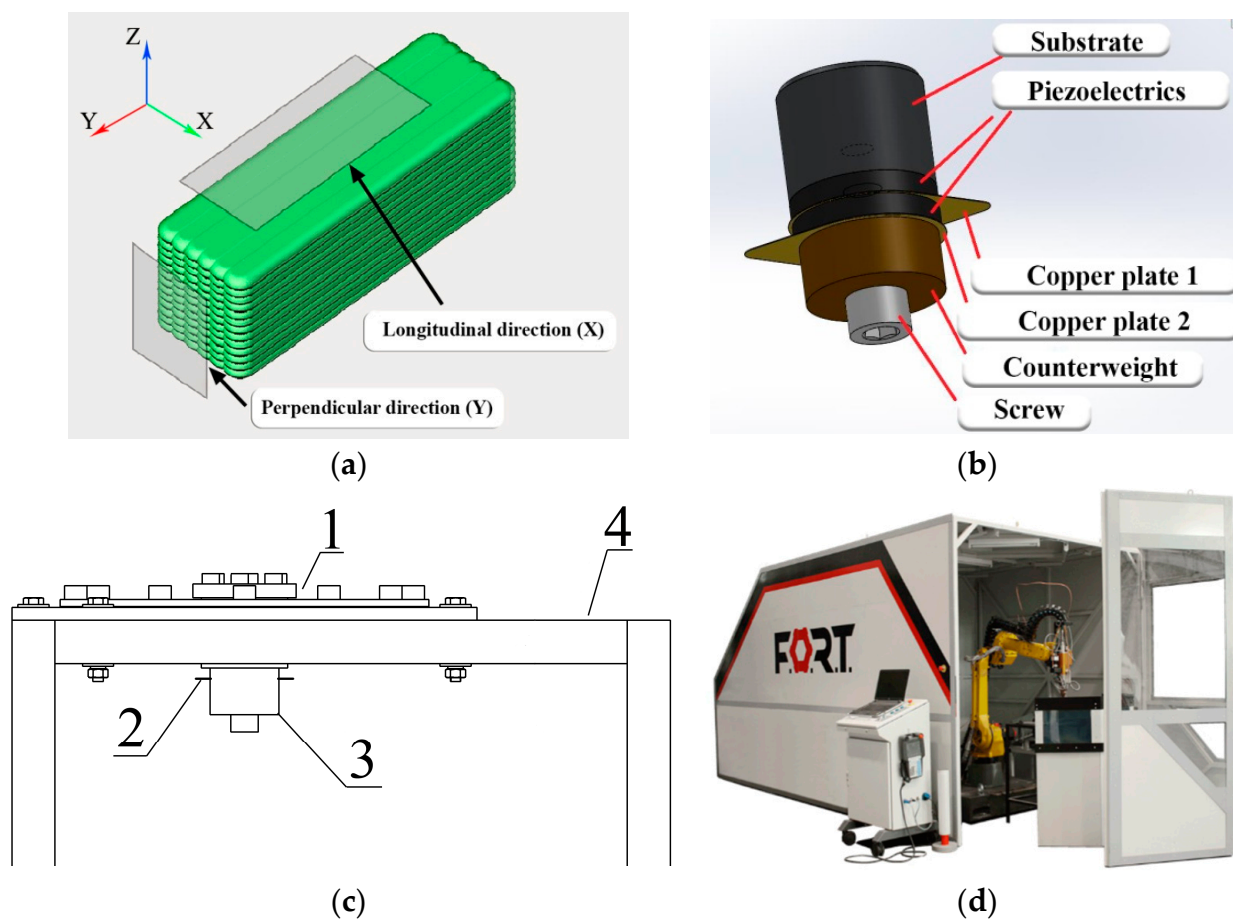 Z
Y
X
Longitudinal direction (X)
Perpendicular direction (Y)
(a)
Substrate
Piezoelectrics
Copper plate 1
Copper plate 2
Counterweight
Screw
(b)
1
4
2
3
(c)
F.O.R.T.
(d)